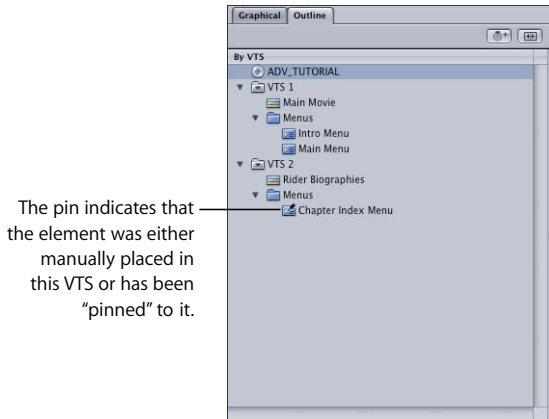 Graphical Outline
By VTS
ADV_TUTORIAL
VTS 1
Main Movie
Menus
Intro Menu
Main Menu
VTS 2
Rider Biographies
Menus
Chapter Index Menu
The pin indicates that
the element was either
manually placed in
this VTS or has been
“pinned” to it.